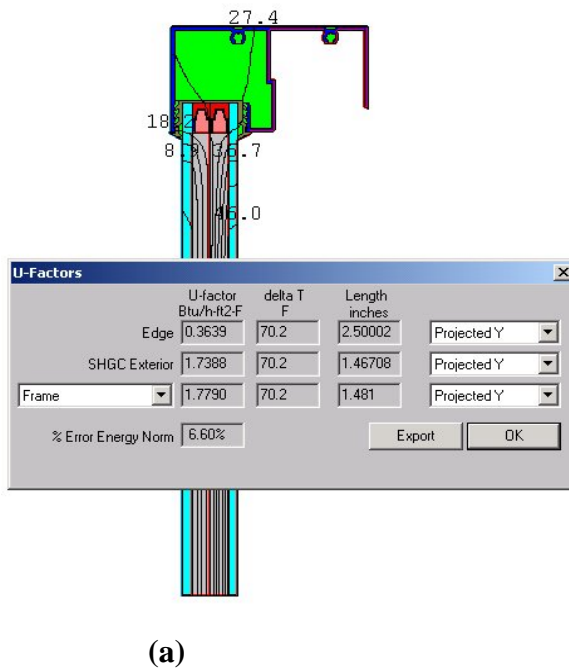 27.4
18.2
8.9 36.7
46.0
U-Factors
U-factor delta T Length
Btu/h-ft2-F F inches
Edge 0.3639 70.2 2.50002 Projected Y
SHGC Exterior 1.7388 70.2 1.46708 Projected Y
Frame 1.7790 70.2 1.481 Projected Y
% Error Energy Norm 6.60% Export OK
(a)